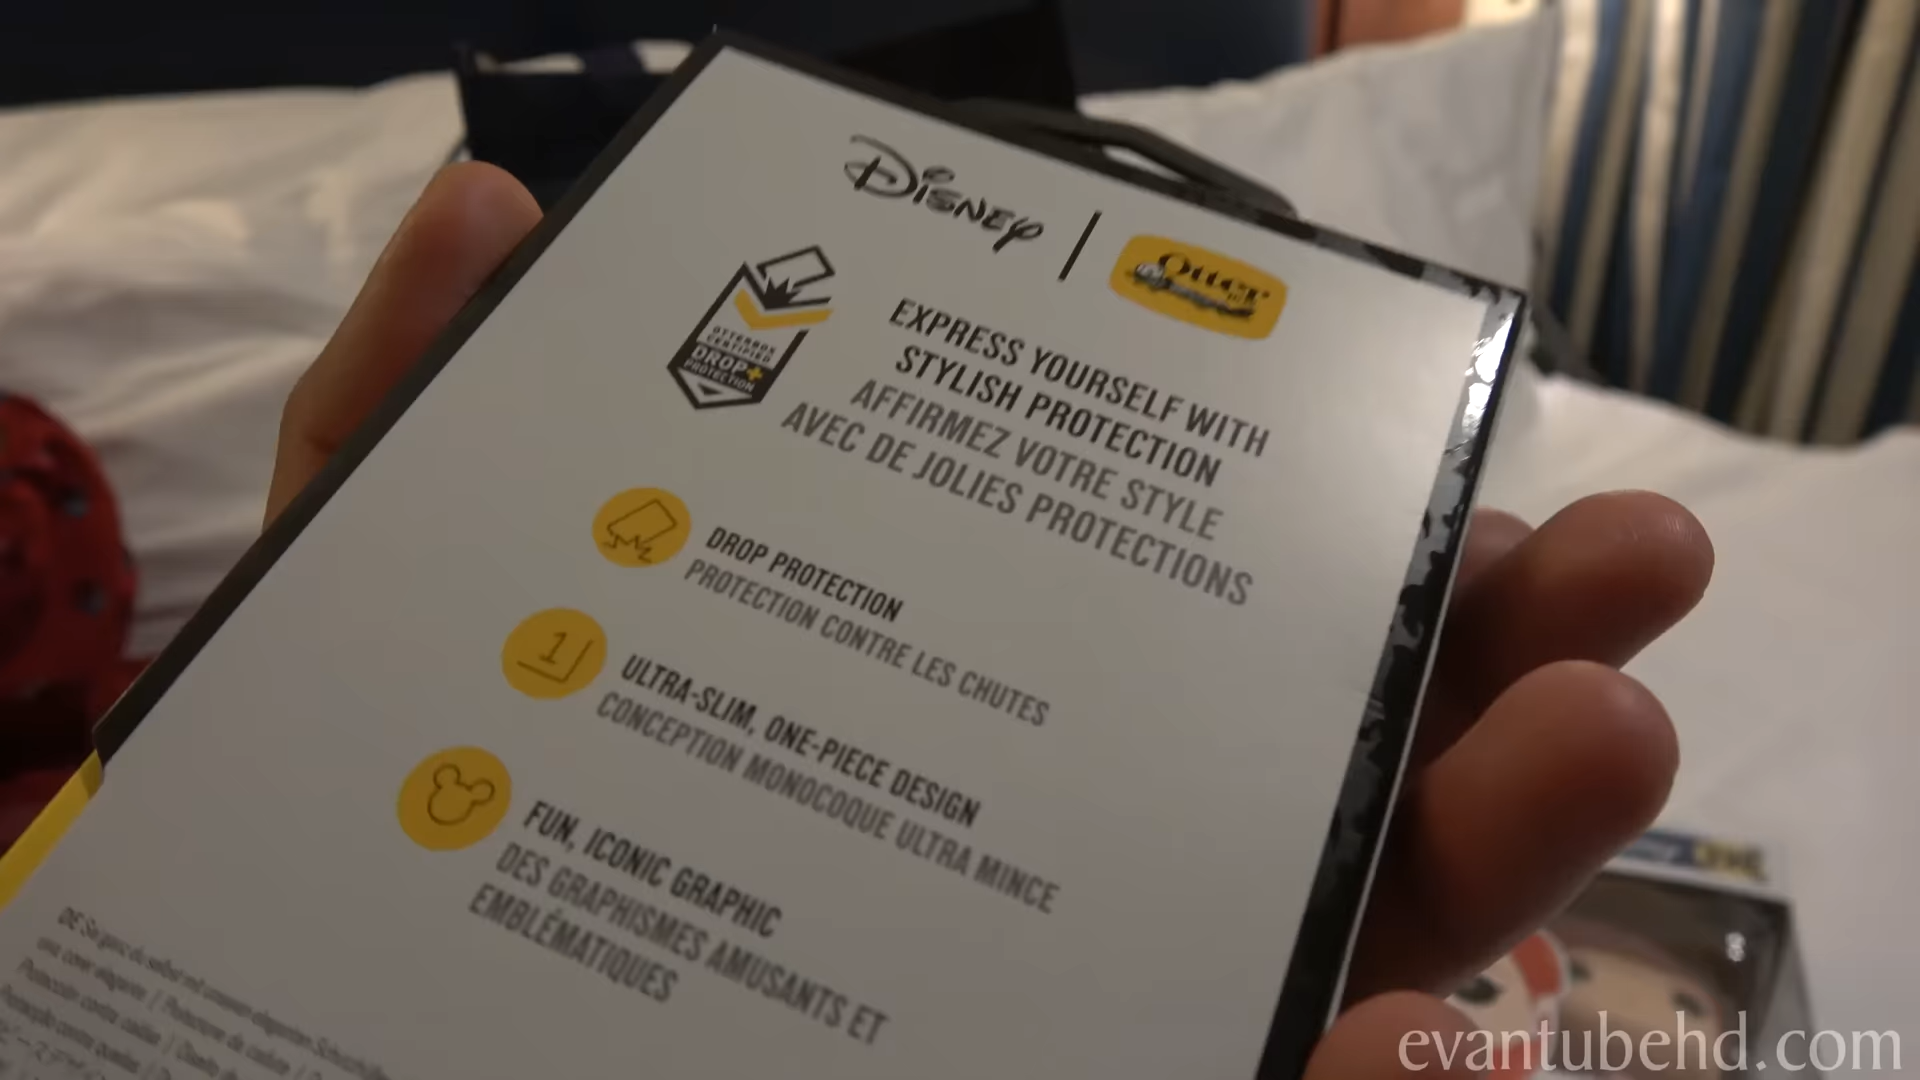 Disney | OtterBox
OTTERBOX
CERTIFIED
DROP+
PROTECTION
EXPRESS YOURSELF WITH
STYLISH PROTECTION
AFFIRMEZ VOTRE STYLE
AVEC DE JOLIES PROTECTIONS
DROP PROTECTION
PROTECTION CONTRE LES CHUTES
1
ULTRA-SLIM, ONE-PIECE DESIGN
CONCEPTION MONOCOQUE ULTRA MINCE
FUN, ICONIC GRAPHIC
DES GRAPHISMES AMUSANTS ET
EMBLÉMATIQUES
evantubehd.com